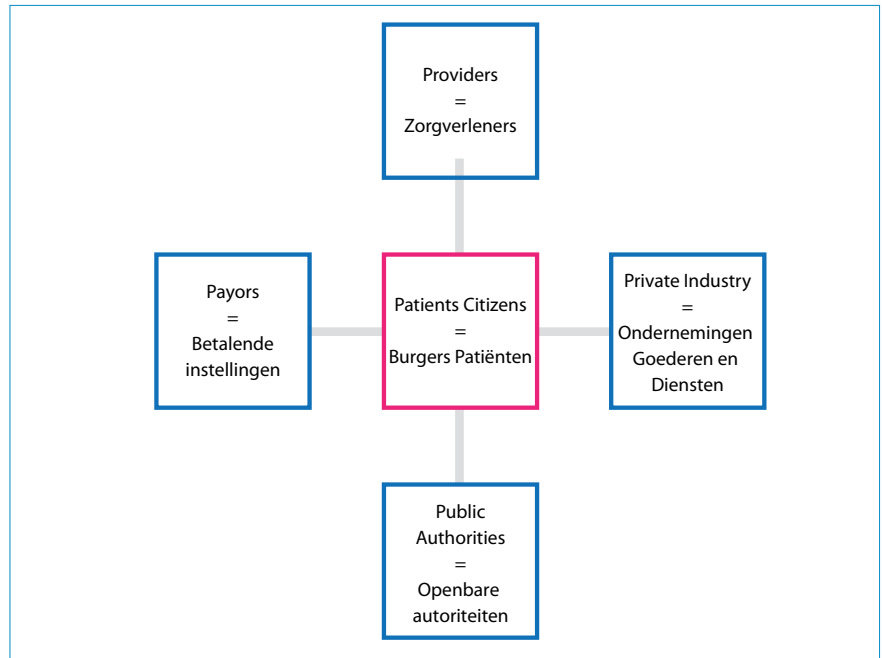 Providers
=
Zorgverleners
Payors
=
Betalende
instellingen
Patients Citizens
=
Burgers Patiënten
Private Industry
=
Ondernemingen
Goederen en
Diensten
Public
Authorities
=
Openbare
autoriteiten